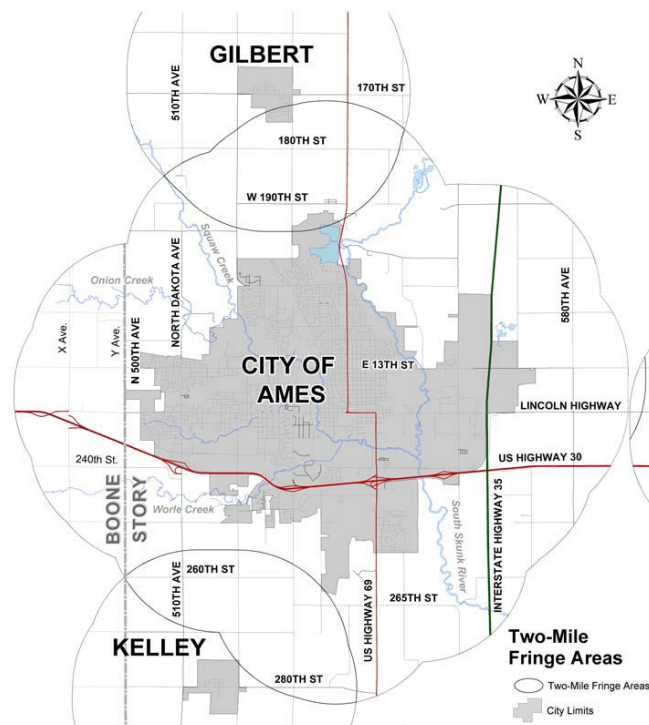 GILBERT
510TH AVE
170TH ST
N
W E
S
180TH ST
W 190TH ST
Squaw Creek
Onion Creek
NORTH DAKOTA AVE
X Ave.
Y Ave.
N 500TH AVE
580TH AVE
E 13TH ST
CITY OF
AMES
LINCOLN HIGHWAY
US HIGHWAY 30
240th St.
BOONE
STORY
Worle Creek
South Skunk River
INTERSTATE HIGHWAY 35
260TH ST
510TH AVE
265TH ST
US HIGHWAY 69
KELLEY
280TH ST
Two-Mile
Fringe Areas
Two-Mile Fringe Areas
City Limits